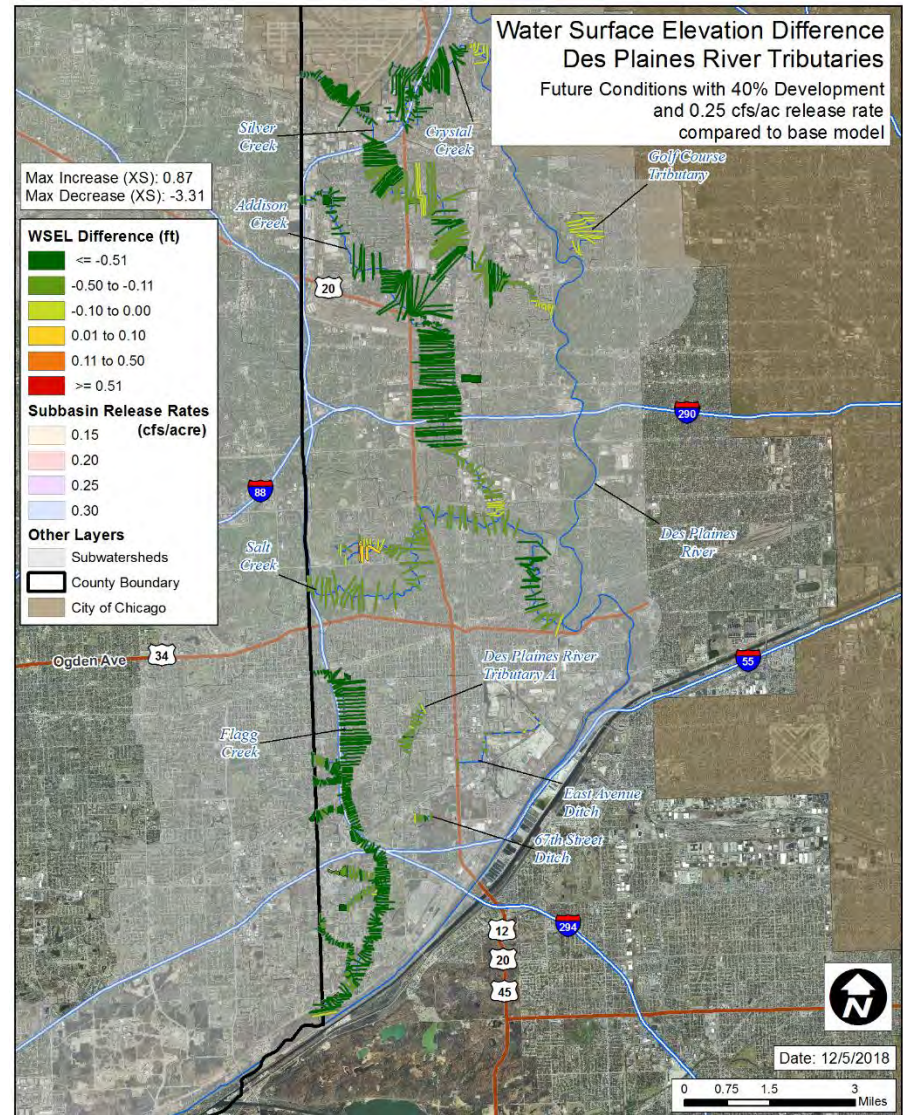 Water Surface Elevation Difference
Des Plaines River Tributaries
Future Conditions with 40% Development
and 0.25 cfs/ac release rate
compared to base model
Silver
Creek
Crystal
Creek
Golf Course
Tributary
Max Increase (XS): 0.87
Max Decrease (XS): -3.31
Addison
Creek
WSEL Difference (ft)
<= -0.51
-0.50 to -0.11
-0.10 to 0.00
0.01 to 0.10
0.11 to 0.50
>= 0.51
Subbasin Release Rates
(cfs/acre)
0.15
0.20
0.25
0.30
Other Layers
Subwatersheds
County Boundary
City of Chicago
20
290
88
Salt
Creek
Des Plaines
River
Ogden Ave
34
55
Des Plaines River
Tributary A
Flagg
Creek
East Avenue
Ditch
67th Street
Ditch
12
294
20
45
N
Date: 12/5/2018
0 0.75 1.5 3
Miles